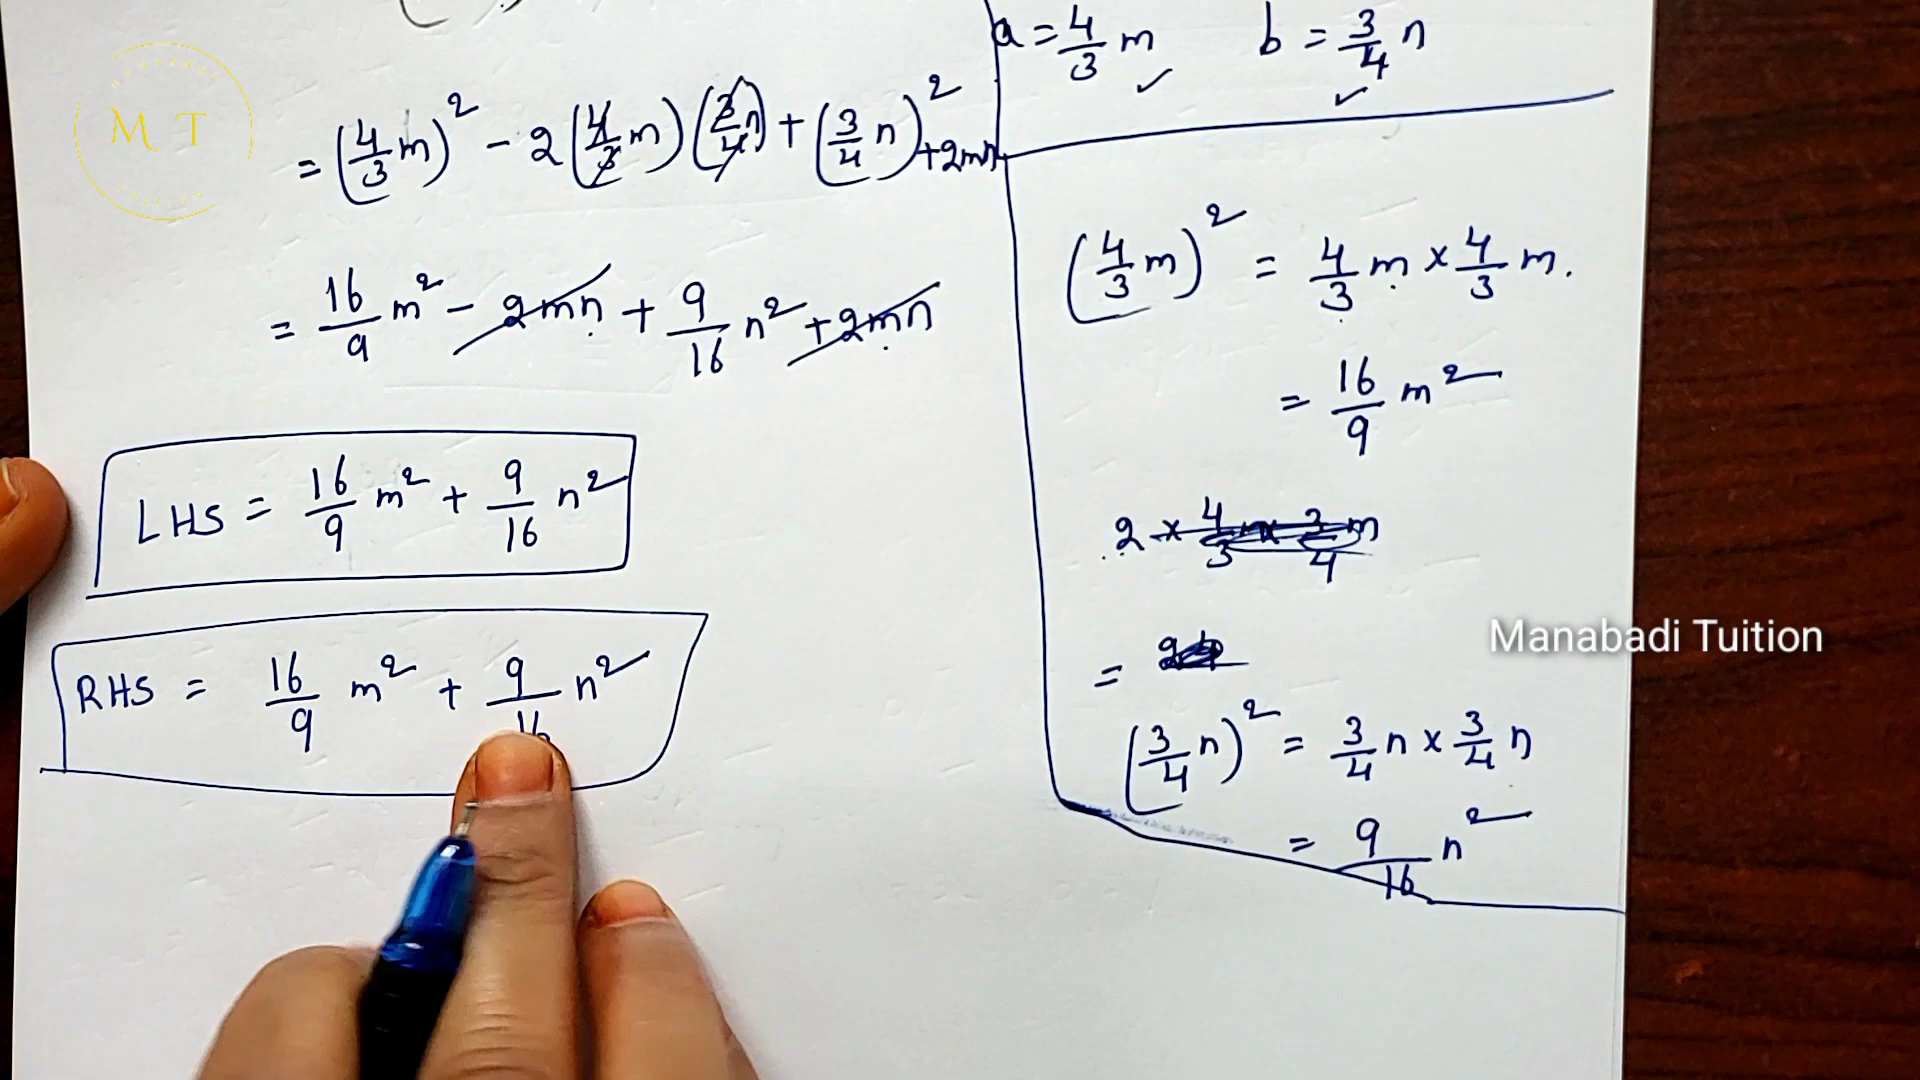 M T
= (4/3 m)² - 2(4/3 m)(3/4 n) + (3/4 n)² + 2mn
= 16/9 m² - 2mn + 9/16 n² + 2mn
LHS = 16/9 m² + 9/16 n²
RHS = 16/9 m² + 9/16 n²
a = 4/3 m ✓ b = 3/4 n ✓
(4/3 m)² = 4/3 m × 4/3 m.
= 16/9 m²
2 × 4/3
=
(3/4 n)² = 3/4 n × 3/4 n
= 9/16 n²
Manabadi Tuition